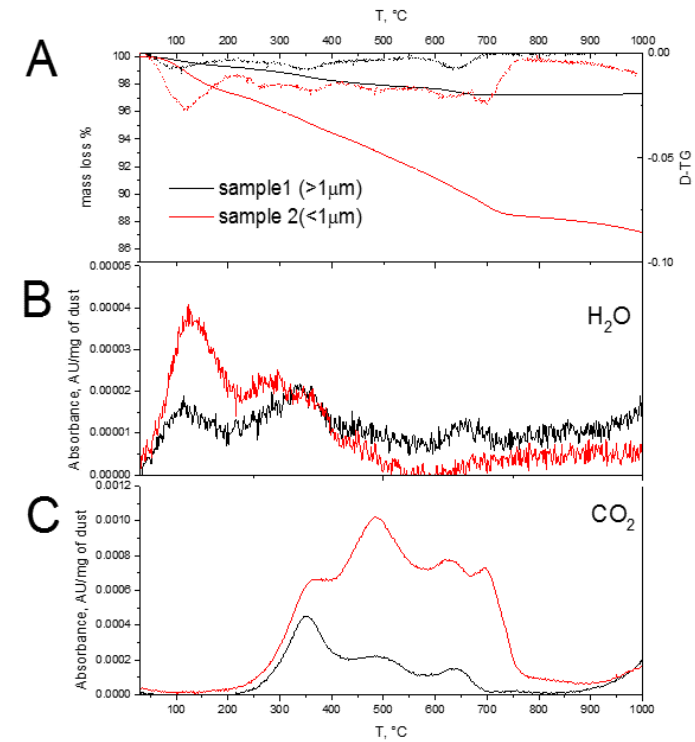 T, °C
100 200 300 400 500 600 700 800 900 1000
A
100
98
96
94
92
90
88
86
mass loss %
0.00
-0.05
-0.10
D-TG
sample1 (>1μm)
sample 2(<1μm)
B
0.00005
0.00004
0.00003
0.00002
0.00001
0.00000
Absorbance, AU/mg of dust
H₂O
C
0.0012
0.0010
0.0008
0.0006
0.0004
0.0002
0.0000
Absorbance, AU/mg of dust
CO₂
100 200 300 400 500 600 700 800 900 1000
T, °C